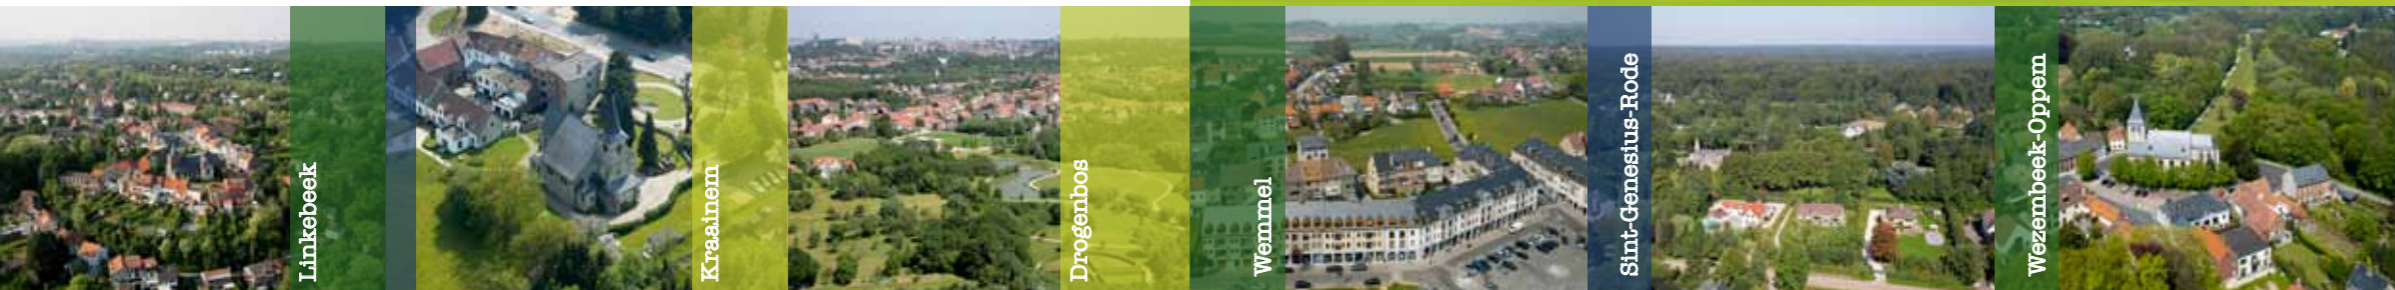 Linkebeek
Kraainem
Drogenbos
Wemmel
Sint-Genesius-Rode
Wezembeek-Oppem